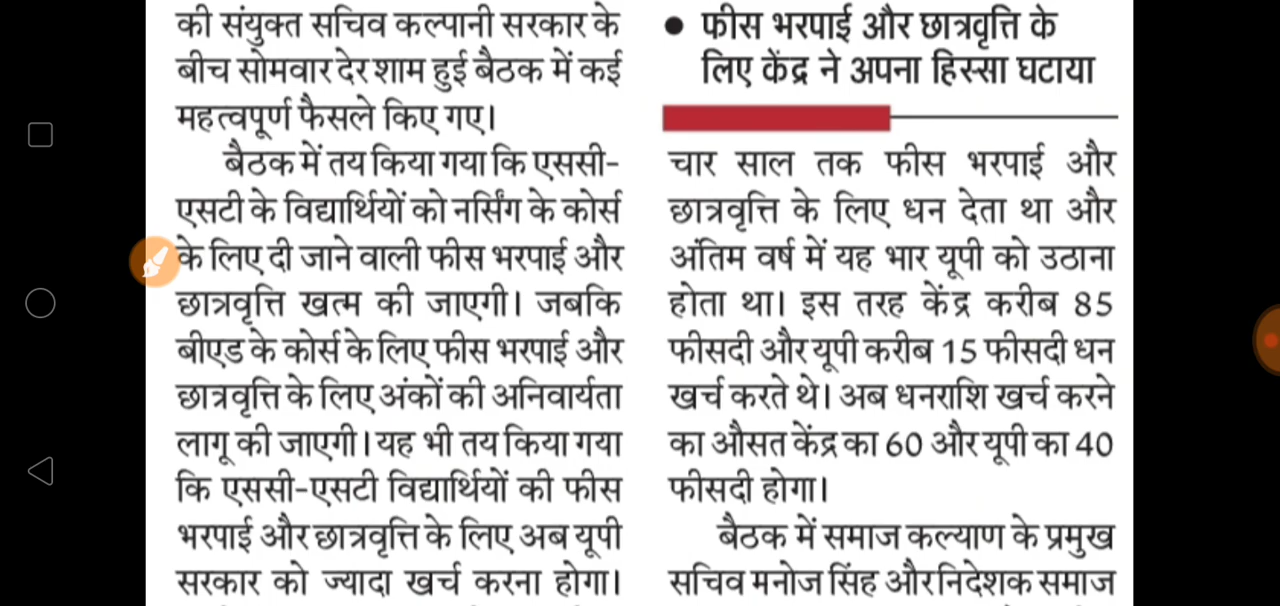 की संयुक्त सचिव कल्पानी सरकार के
बीच सोमवार देर शाम हुई बैठक में कई
महत्वपूर्ण फैसले किए गए।
बैठक में तय किया गया कि एससी-
एसटी के विद्यार्थियों को नर्सिंग के कोर्स
के लिए दी जाने वाली फीस भरपाई और
छात्रवृत्ति खत्म की जाएगी। जबकि
बीएड के कोर्स के लिए फीस भरपाई और
छात्रवृत्ति के लिए अंकों की अनिवार्यता
लागू की जाएगी। यह भी तय किया गया
कि एससी-एसटी विद्यार्थियों की फीस
भरपाई और छात्रवृत्ति के लिए अब यूपी
सरकार को ज्यादा खर्च करना होगा।
● फीस भरपाई और छात्रवृत्ति के
लिए केंद्र ने अपना हिस्सा घटाया
चार साल तक फीस भरपाई और
छात्रवृत्ति के लिए धन देता था और
अंतिम वर्ष में यह भार यूपी को उठाना
होता था। इस तरह केंद्र करीब 85
फीसदी और यूपी करीब 15 फीसदी धन
खर्च करते थे। अब धनराशि खर्च करने
का औसत केंद्र का 60 और यूपी का 40
फीसदी होगा।
बैठक में समाज कल्याण के प्रमुख
सचिव मनोज सिंह और निदेशक समाज